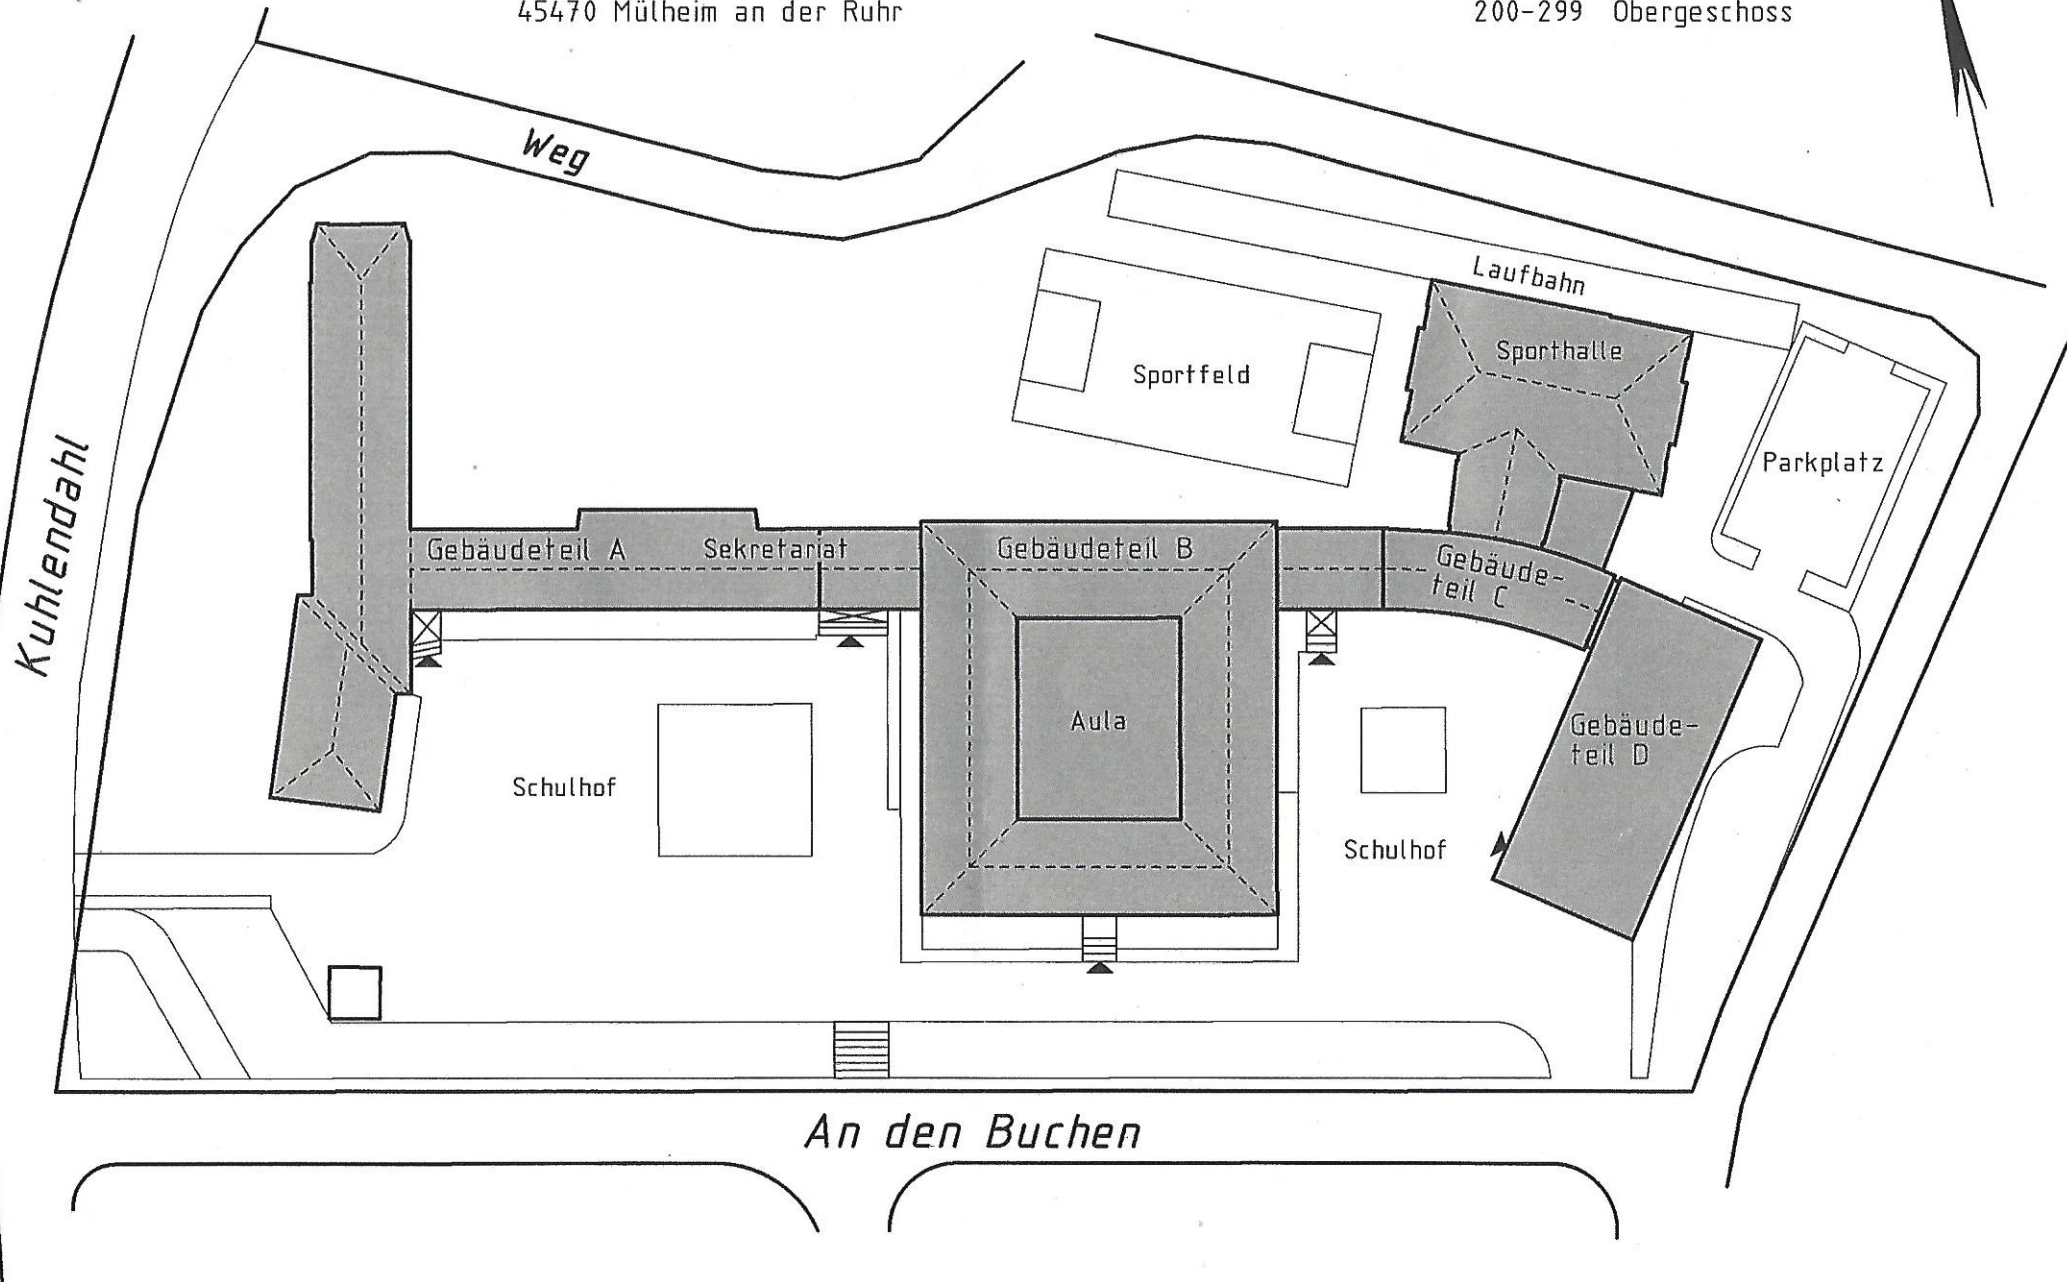 45470 Mülheim an der Ruhr
200-299 Obergeschoss
Weg
Laufbahn
Sporthalle
Sportfeld
Parkplatz
Kuhlendahl
Gebäudeteil A
Sekretariat
Gebäudeteil B
Gebäude-
teil C
Aula
Gebäude-
teil D
Schulhof
Schulhof
An den Buchen